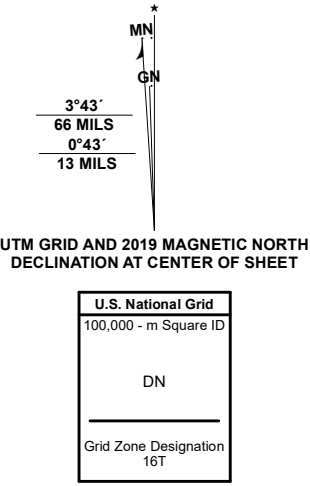 ★
MN
GN
3°43´
66 MILS
0°43´
13 MILS
UTM GRID AND 2019 MAGNETIC NORTH
DECLINATION AT CENTER OF SHEET
U.S. National Grid
100,000 - m Square ID
DN
Grid Zone Designation
16T